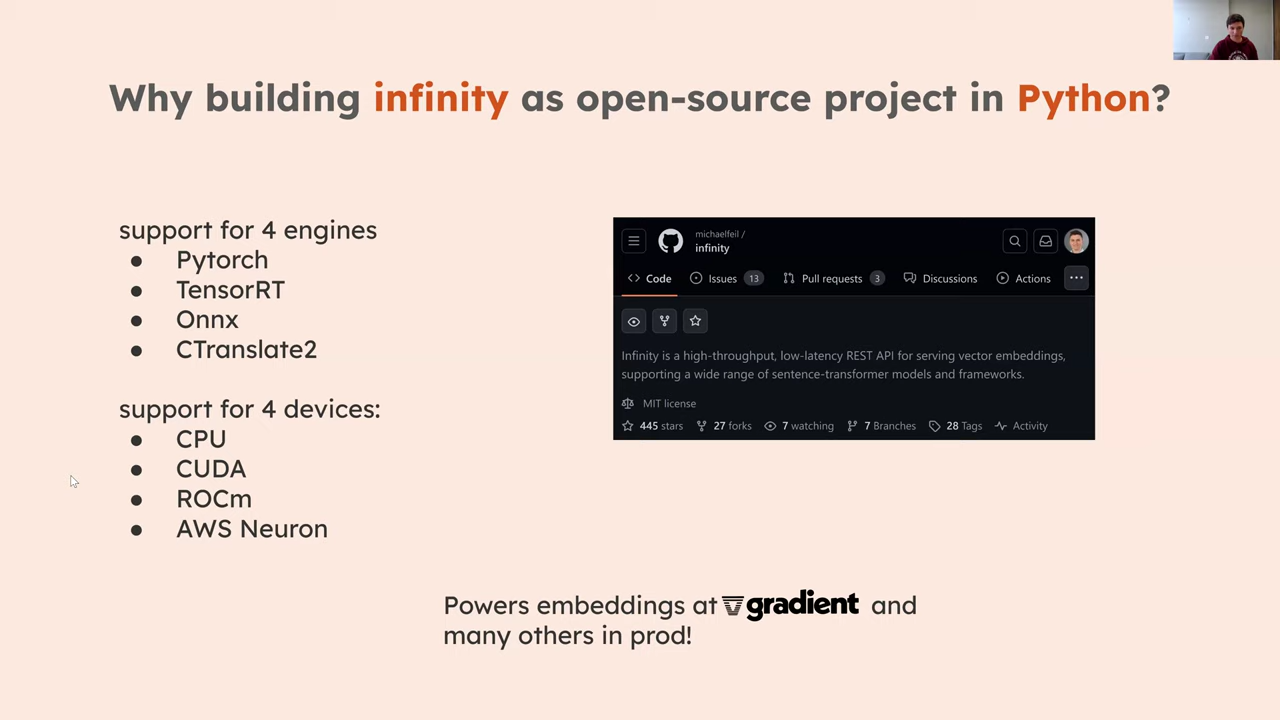 Why building infinity as open-source project in Python?
support for 4 engines
● Pytorch
● TensorRT
● Onnx
● CTranslate2
support for 4 devices:
● CPU
● CUDA
● ROCm
● AWS Neuron
michaelfeil /
infinity
Code Issues 13 Pull requests 3 Discussions Actions ...
Infinity is a high-throughput, low-latency REST API for serving vector embeddings,
supporting a wide range of sentence-transformer models and frameworks.
MIT license
445 stars 27 forks 7 watching 7 Branches 28 Tags Activity
Powers embeddings at gradient and
many others in prod!